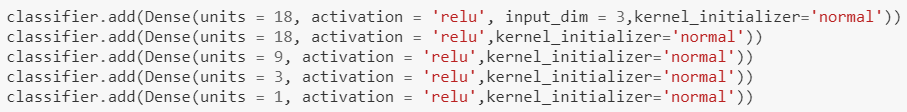 classifier.add(Dense(units = 18, activation = 'relu', input_dim = 3,kernel_initializer='normal'))
classifier.add(Dense(units = 18, activation = 'relu',kernel_initializer='normal'))
classifier.add(Dense(units = 9, activation = 'relu',kernel_initializer='normal'))
classifier.add(Dense(units = 3, activation = 'relu',kernel_initializer='normal'))
classifier.add(Dense(units = 1, activation = 'relu',kernel_initializer='normal'))